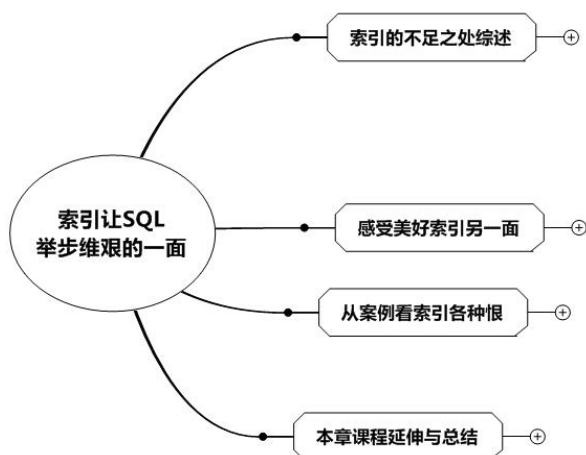 索引的不足之处综述
索引让SQL
举步维艰的一面
感受美好索引另一面
从案例看索引各种恨
本章课程延伸与总结